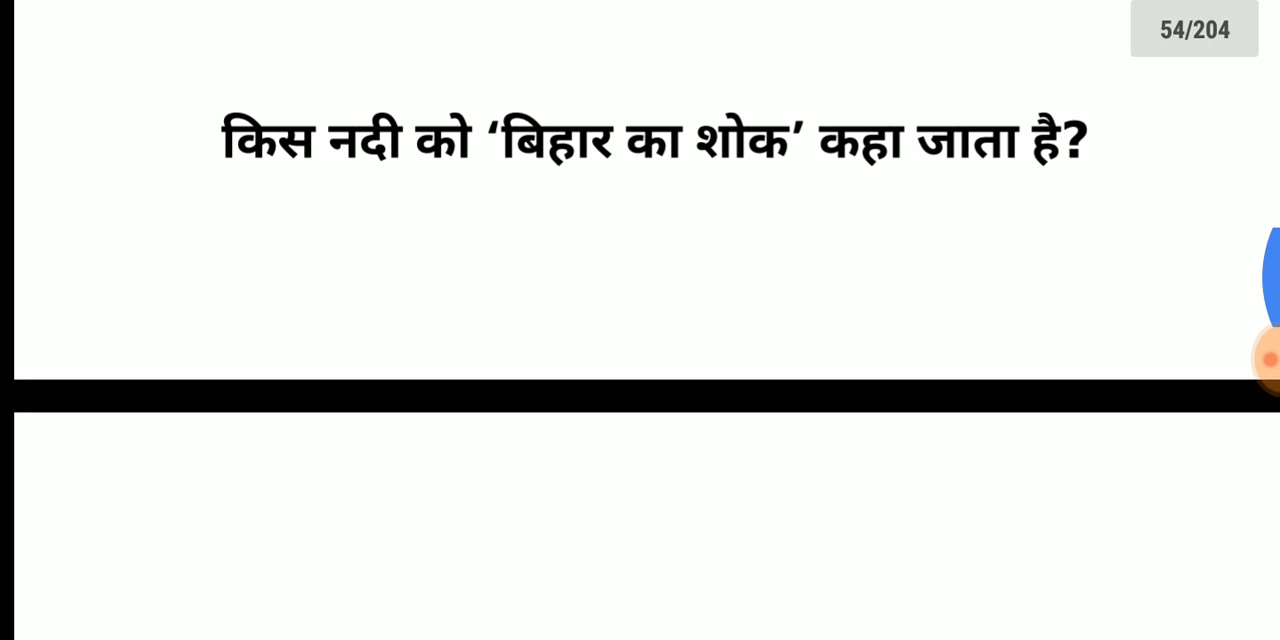 54/204
किस नदी को ‘बिहार का शोक’ कहा जाता है?